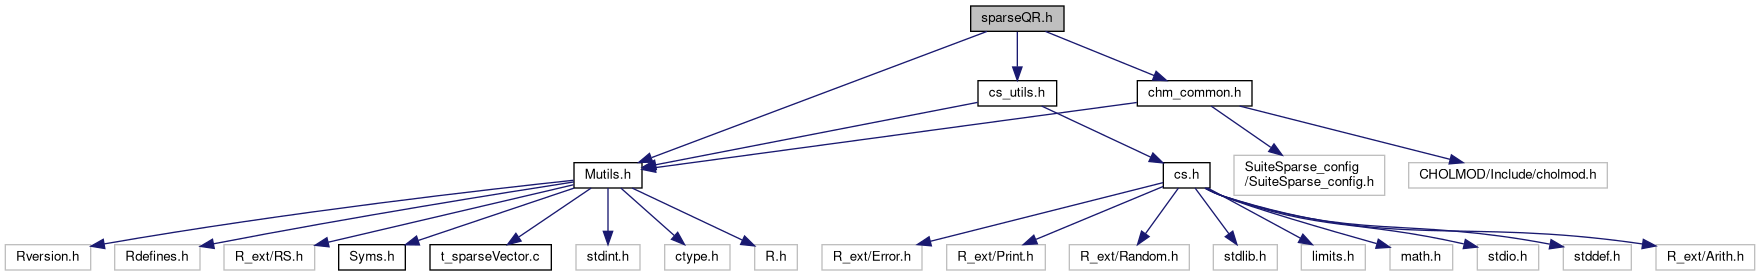 sparseQR.h
cs_utils.h
chm_common.h
Mutils.h
cs.h
SuiteSparse_config
/SuiteSparse_config.h
CHOLMOD/Include/cholmod.h
Rversion.h
Rdefines.h
R_ext/RS.h
Syms.h
t_sparseVector.c
stdint.h
ctype.h
R.h
R_ext/Error.h
R_ext/Print.h
R_ext/Random.h
stdlib.h
limits.h
math.h
stdio.h
stddef.h
R_ext/Arith.h